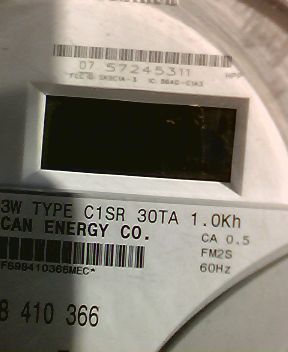 07 57245311
3W TYPE C1SR 30TA 1.0Kh
CAN ENERGY CO.
CA 0.5
FM2S
60Hz
8 410 366